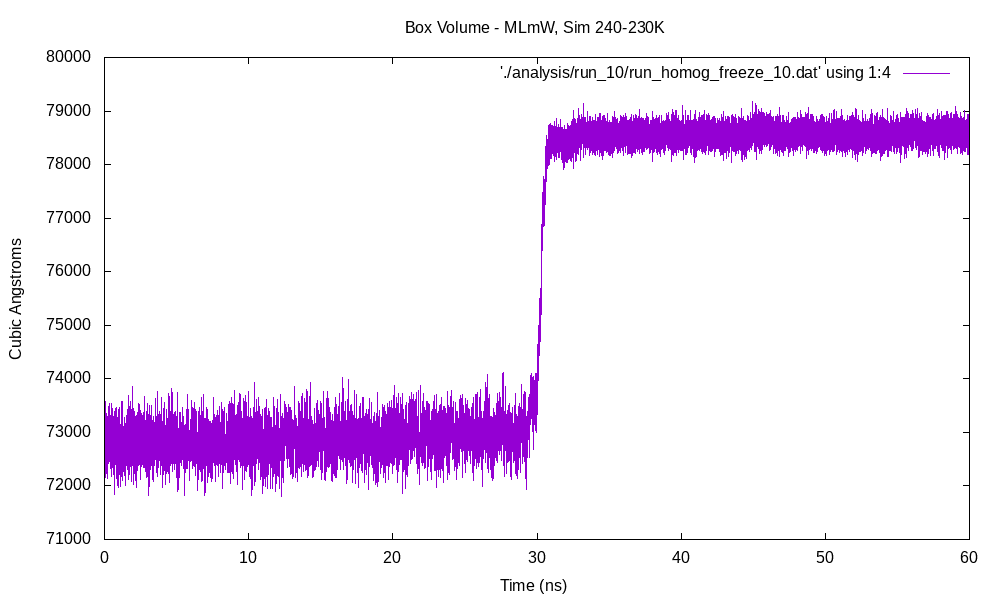 Box Volume - MLmW, Sim 240-230K
'./analysis/run_10/run_homog_freeze_10.dat' using 1:4
80000
79000
78000
77000
76000
75000
74000
73000
72000
71000
Cubic Angstroms
0 10 20 30 40 50 60
Time (ns)